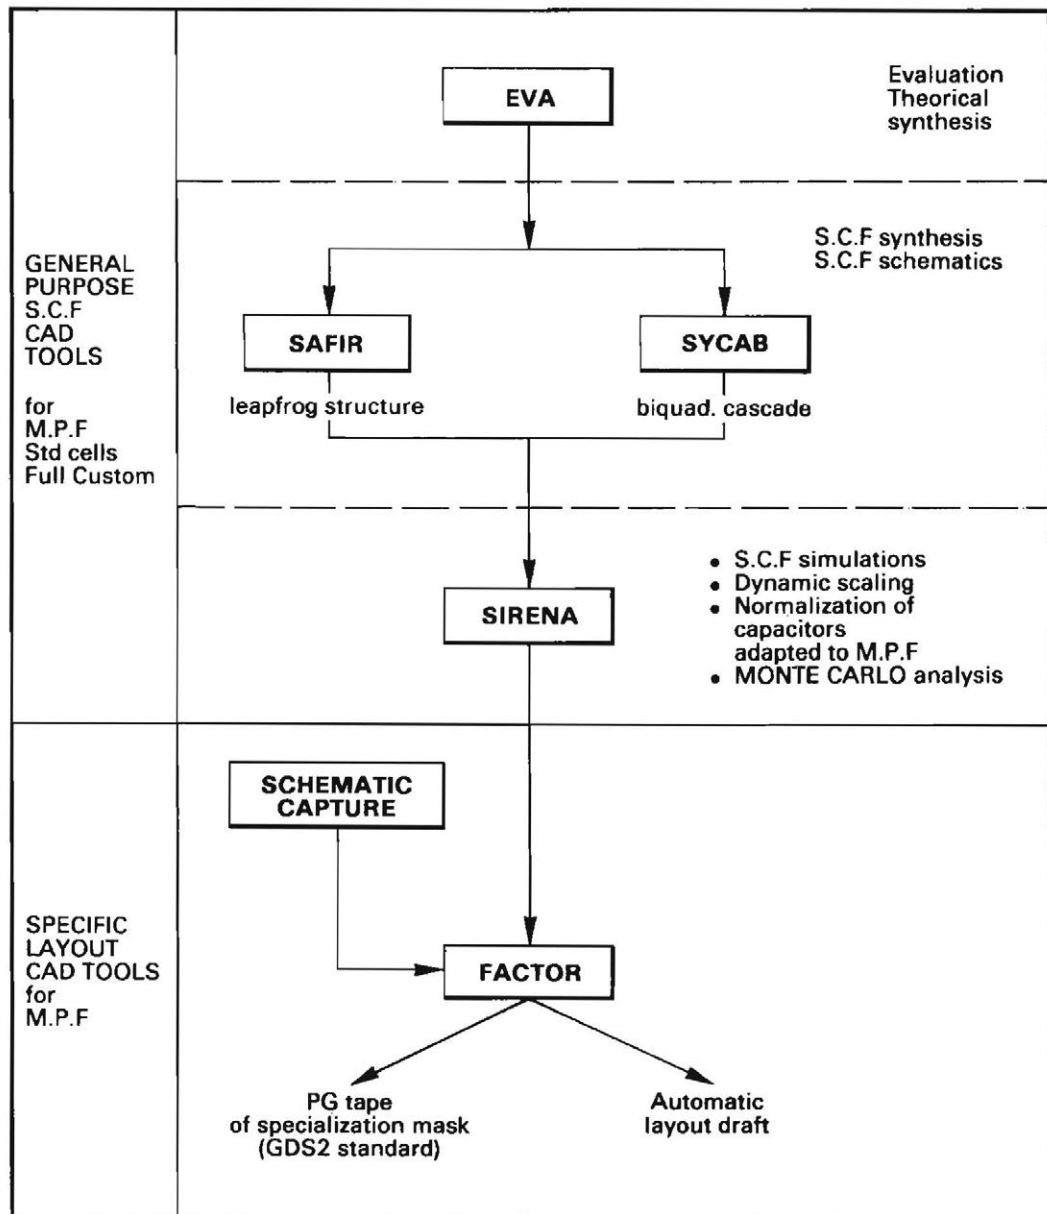 EVA
Evaluation
Theorical
synthesis
GENERAL
PURPOSE
S.C.F
CAD
TOOLS
for
M.P.F
Std cells
Full Custom
S.C.F synthesis
S.C.F schematics
SAFIR
SYCAB
leapfrog structure
biquad. cascade
SIRENA
• S.C.F simulations
• Dynamic scaling
• Normalization of
capacitors
adapted to M.P.F
• MONTE CARLO analysis
SPECIFIC
LAYOUT
CAD TOOLS
for
M.P.F
SCHEMATIC
CAPTURE
FACTOR
PG tape
of specialization mask
(GDS2 standard)
Automatic
layout draft